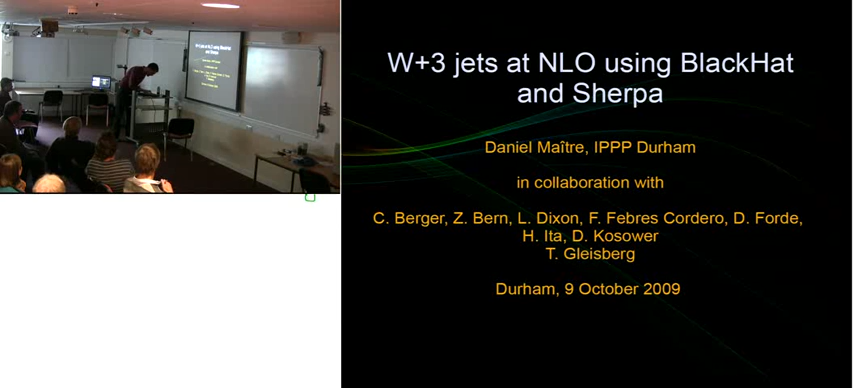 W+3 jets at NLO using BlackHat
and Sherpa
Daniel Maître, IPPP Durham
in collaboration with
C. Berger, Z. Bern, L. Dixon, F. Febres Cordero, D. Forde,
H. Ita, D. Kosower
T. Gleisberg
Durham, 9 October 2009